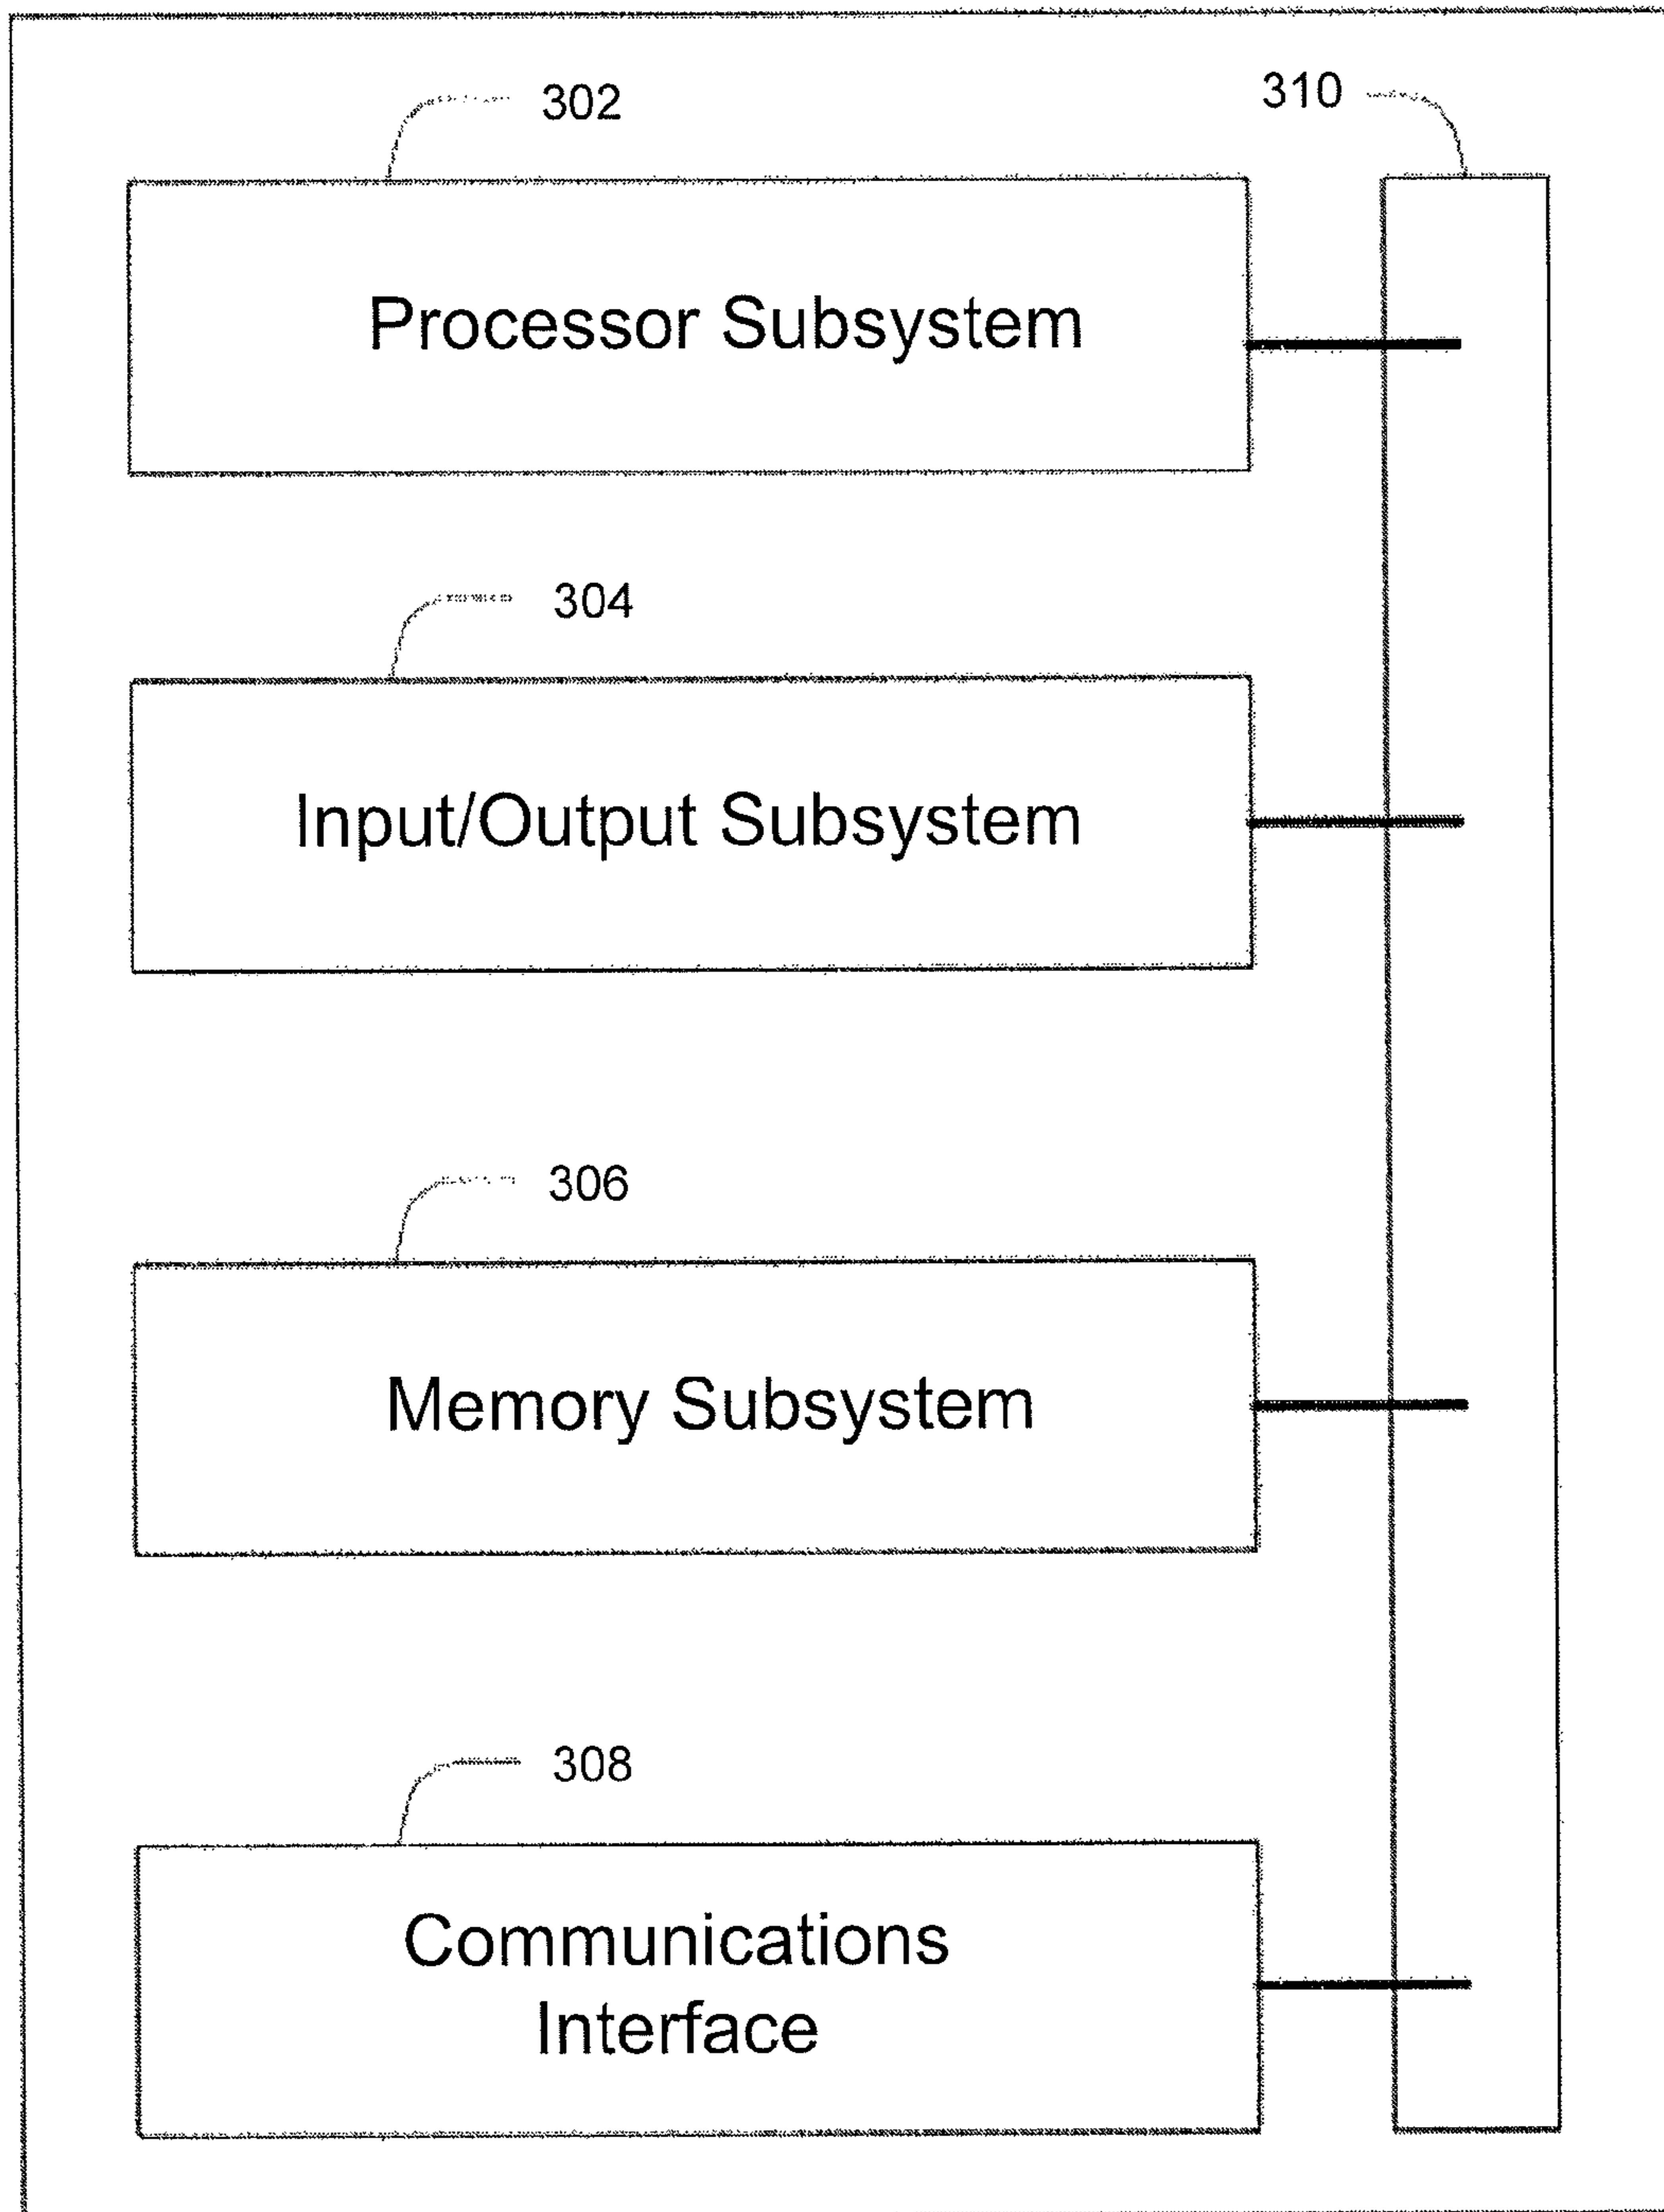 302
310
Processor Subsystem
304
Input/Output Subsystem
306
Memory Subsystem
308
Communications
Interface